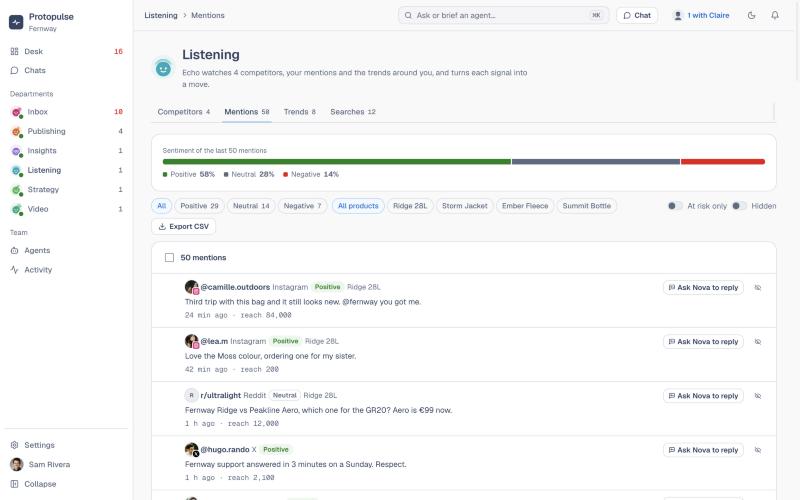 Protopulse
Fernway
Desk 16
Chats
Departments
Inbox 10
Publishing 4
Insights 1
Listening 1
Strategy 1
Video 1
Team
Agents
Activity
Settings
Sam Rivera
Collapse
Listening > Mentions
Ask or brief an agent... ⌘K
Chat
1 with Claire
Listening
Echo watches 4 competitors, your mentions and the trends around you, and turns each signal into
a move.
Competitors 4 Mentions 50 Trends 8 Searches 12
Sentiment of the last 50 mentions
Positive 58% Neutral 28% Negative 14%
All Positive 29 Neutral 14 Negative 7 All products Ridge 28L Storm Jacket Ember Fleece Summit Bottle At risk only Hidden
Export CSV
50 mentions
@camille.outdoors Instagram Positive Ridge 28L Ask Nova to reply
Third trip with this bag and it still looks new. @fernway you got me.
24 min ago · reach 84,000
@lea.m Instagram Positive Ridge 28L Ask Nova to reply
Love the Moss colour, ordering one for my sister.
42 min ago · reach 200
R r/ultralight Reddit Neutral Ridge 28L Ask Nova to reply
Fernway Ridge vs Peakline Aero, which one for the GR20? Aero is €99 now.
1 h ago · reach 12,000
@hugo.rando X Positive Ask Nova to reply
Fernway support answered in 3 minutes on a Sunday. Respect.
1 h ago · reach 2,100